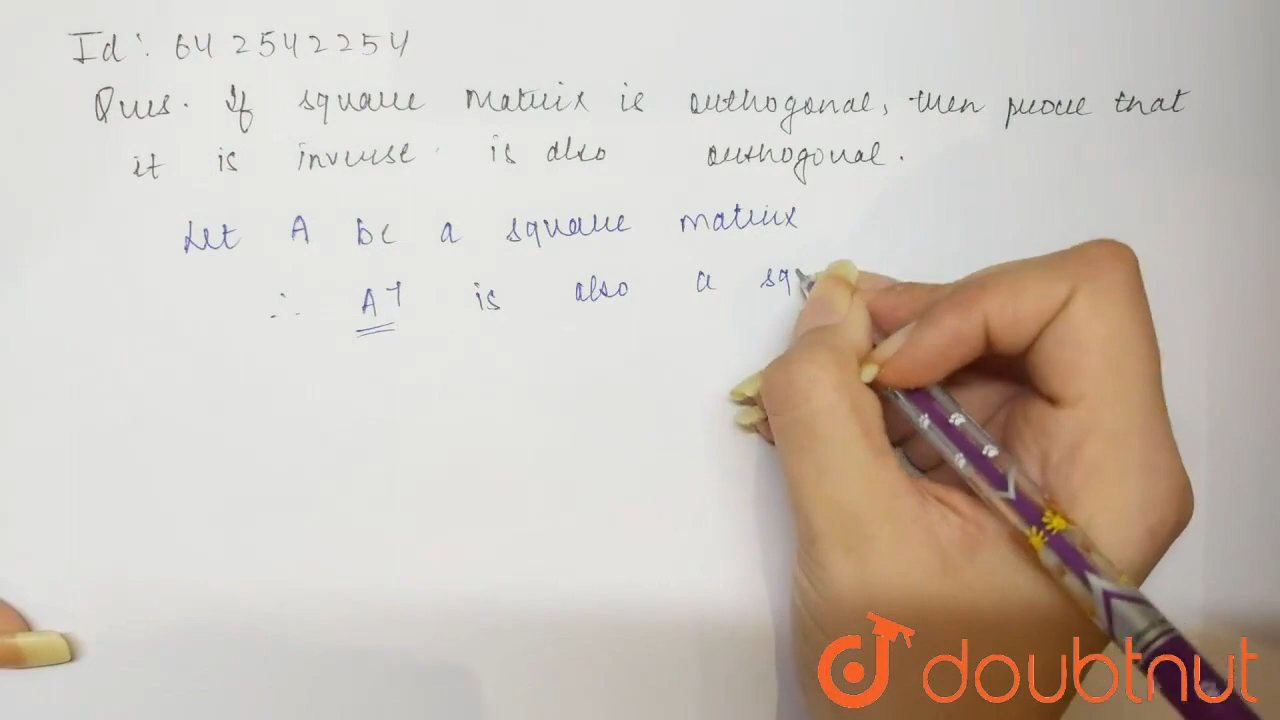 Id: 642542254
Ques. If square matrix is orthogonal, then prove that
it is inverse is also orthogonal.
Let A be a square matrix
∴ A⁻¹ is also a sq
doubtnut